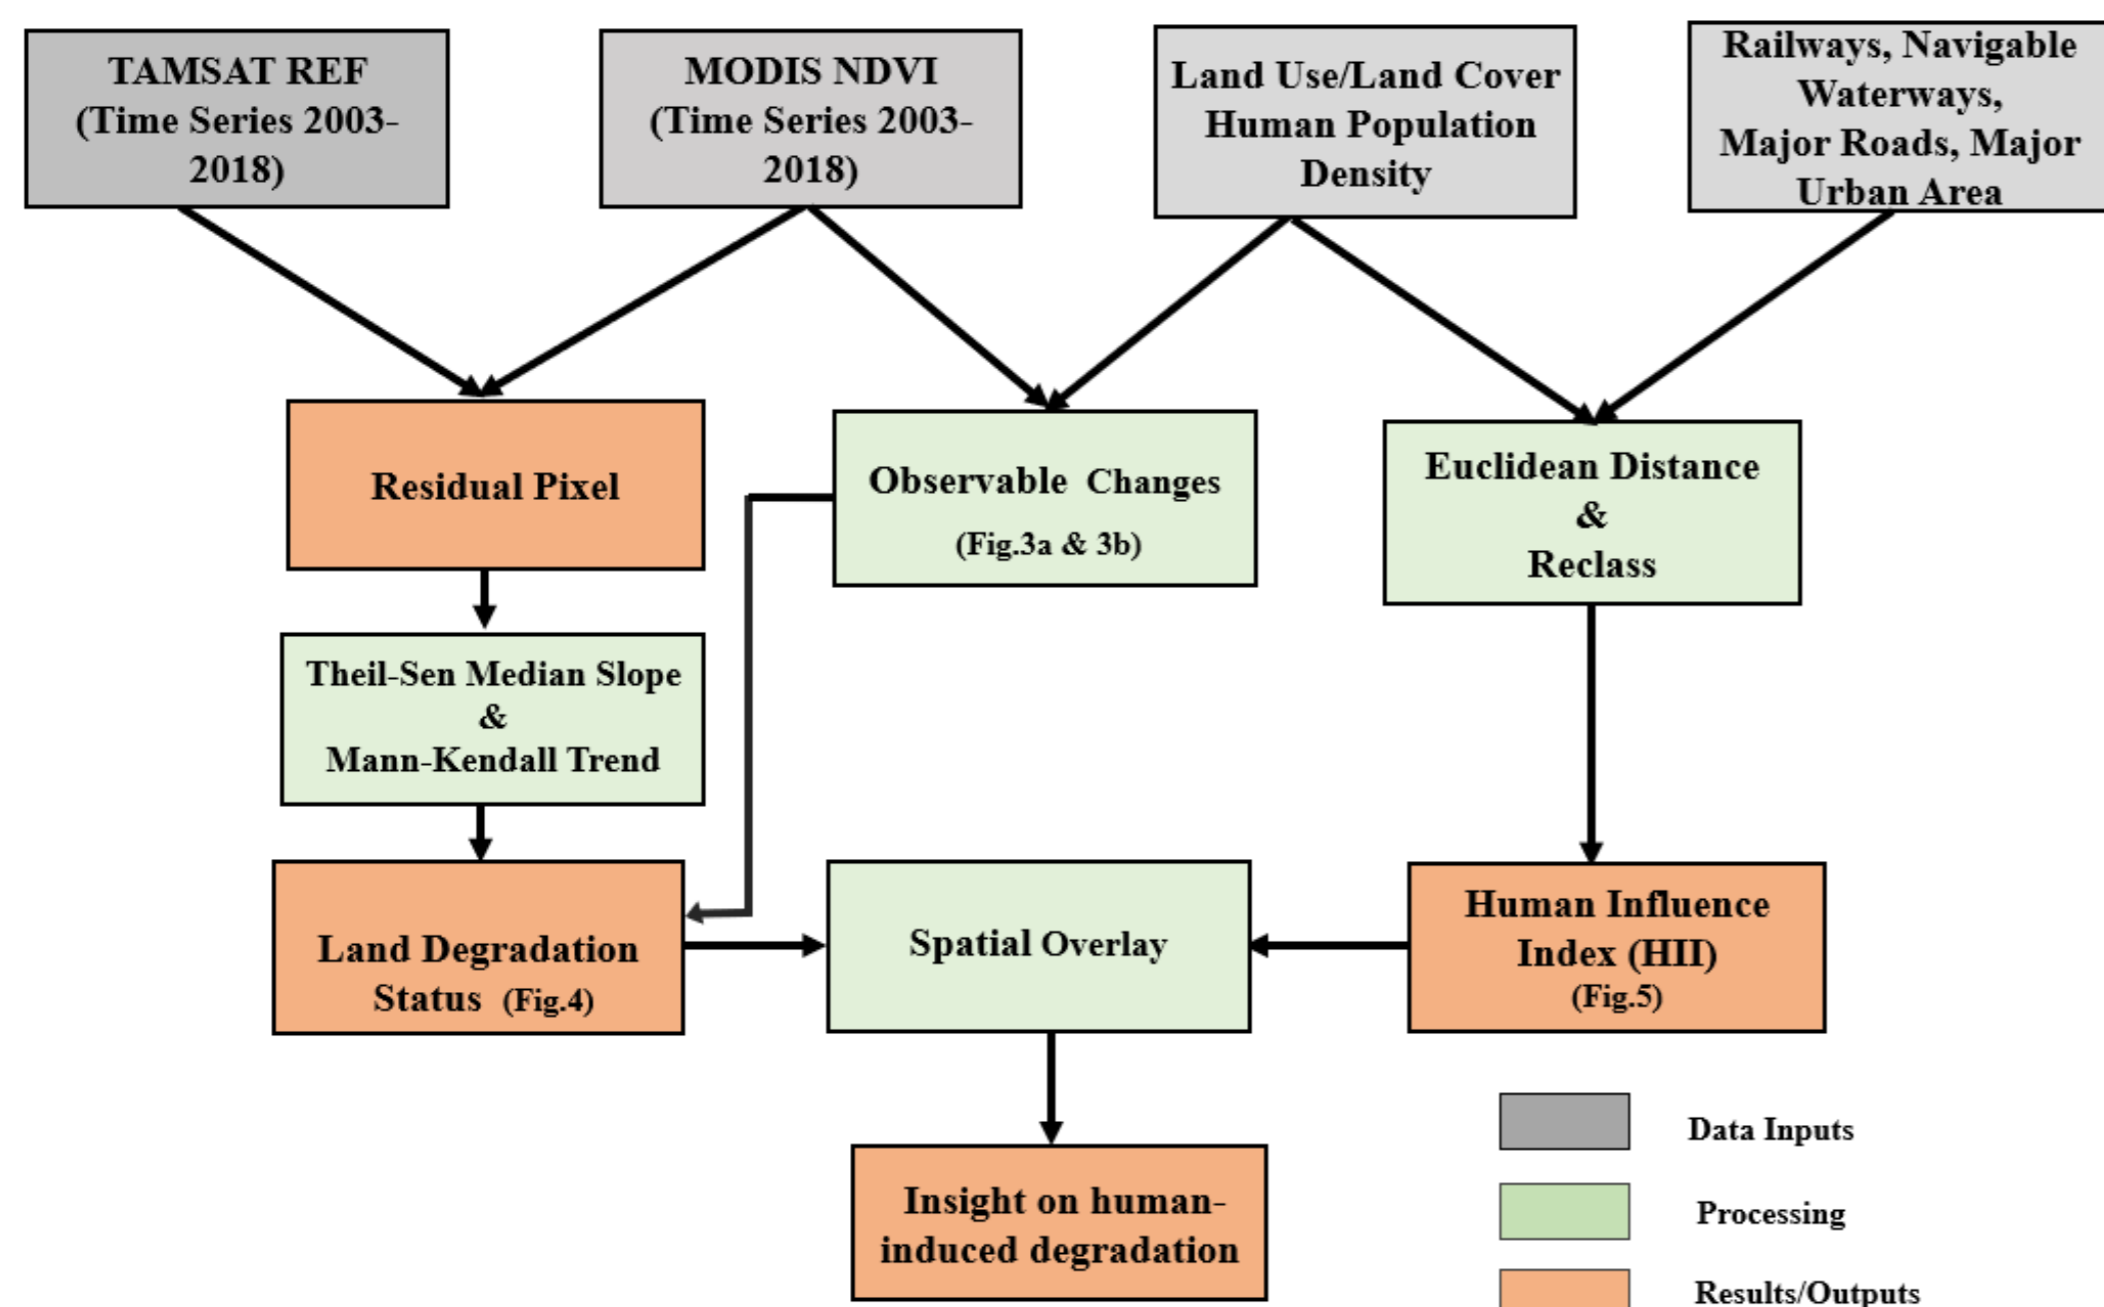 TAMSAT REF
(Time Series 2003-
2018)
MODIS NDVI
(Time Series 2003-
2018)
Land Use/Land Cover
Human Population
Density
Railways, Navigable
Waterways,
Major Roads, Major
Urban Area
Residual Pixel
Observable Changes
(Fig.3a & 3b)
Euclidean Distance
&
Reclass
Theil-Sen Median Slope
&
Mann-Kendall Trend
Land Degradation
Status (Fig.4)
Spatial Overlay
Human Influence
Index (HII)
(Fig.5)
Insight on human-
induced degradation
Data Inputs
Processing
Results/Outputs